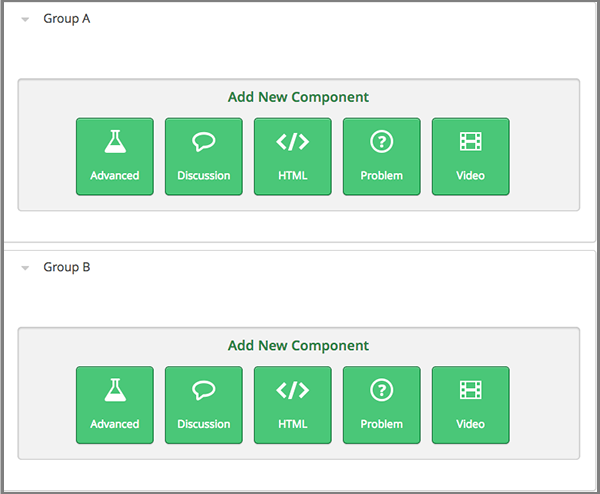 Group A
Add New Component
Advanced Discussion HTML Problem Video
Group B
Add New Component
Advanced Discussion HTML Problem Video